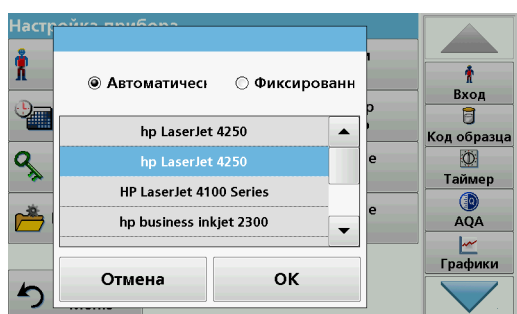 Настройка прибора
Автоматическ
Фиксированн
hp LaserJet 4250
hp LaserJet 4250
HP LaserJet 4100 Series
hp business inkjet 2300
Отмена
OK
Вход
Код образца
Таймер
AQA
Графики